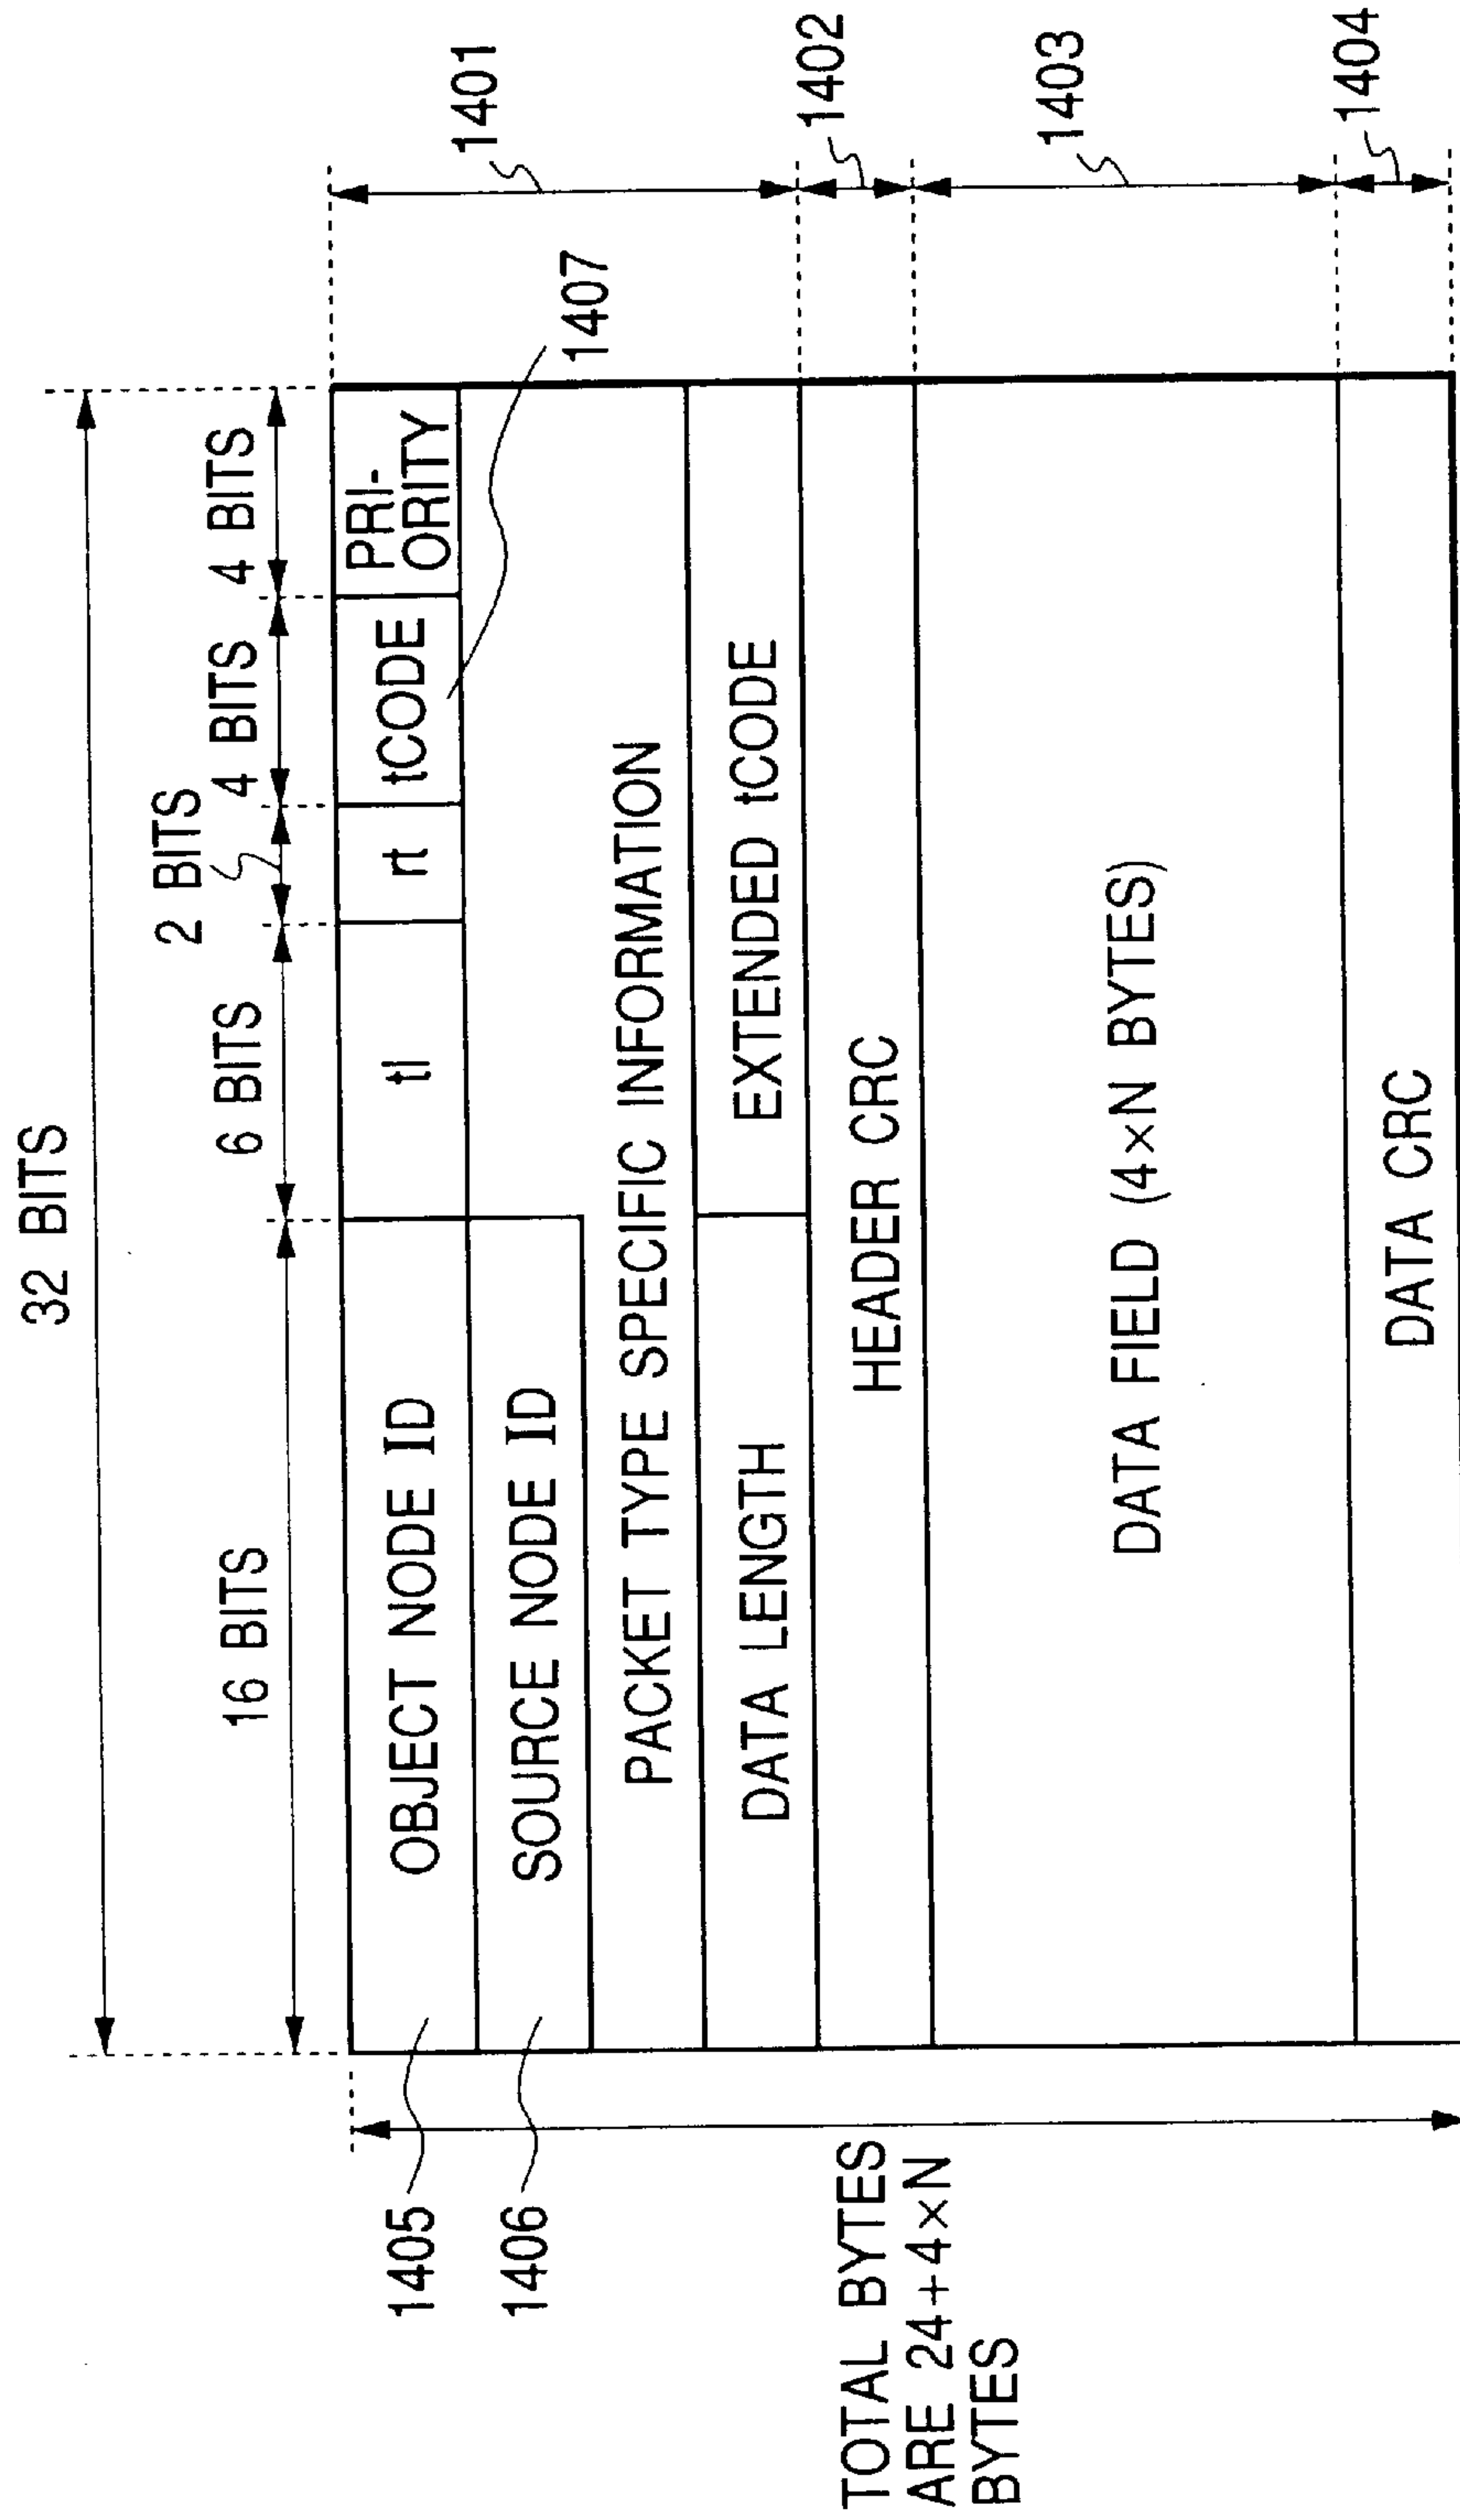 32 BITS
16 BITS
6 BITS
2 BITS
4 BITS
4 BITS
OBJECT NODE ID
tl
rt
tCODE
PRI-
ORITY
SOURCE NODE ID
PACKET TYPE SPECIFIC INFORMATION
DATA LENGTH
EXTENDED tCODE
HEADER CRC
DATA FIELD (4×N BYTES)
DATA CRC
1405
1406
1407
1401
1402
1403
1404
TOTAL BYTES
ARE 24+4×N
BYTES